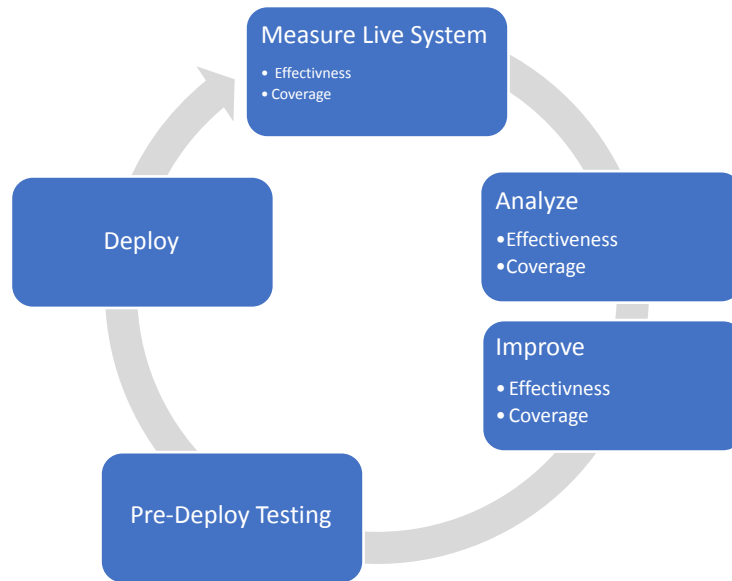 Measure Live System
• Effectivness
• Coverage
Analyze
•Effectiveness
•Coverage
Improve
• Effectivness
• Coverage
Pre-Deploy Testing
Deploy